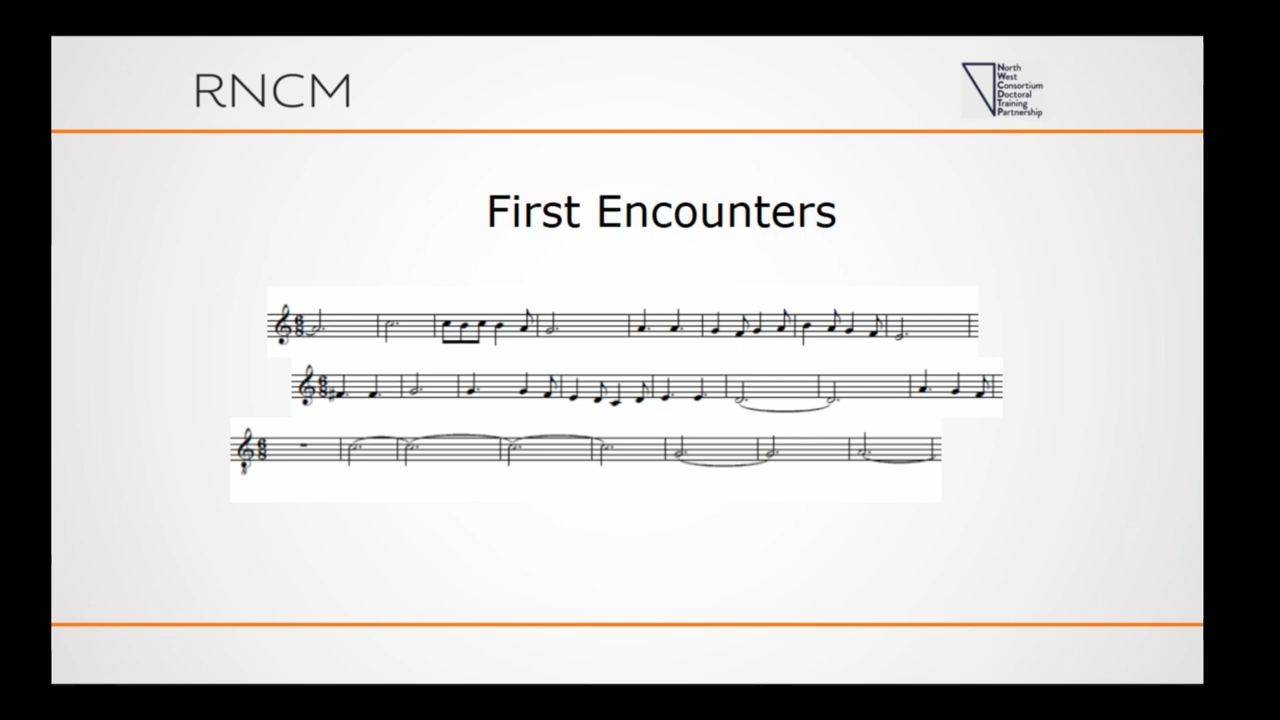 RNCM
North
West
Consortium
Doctoral
Training
Partnership
First Encounters